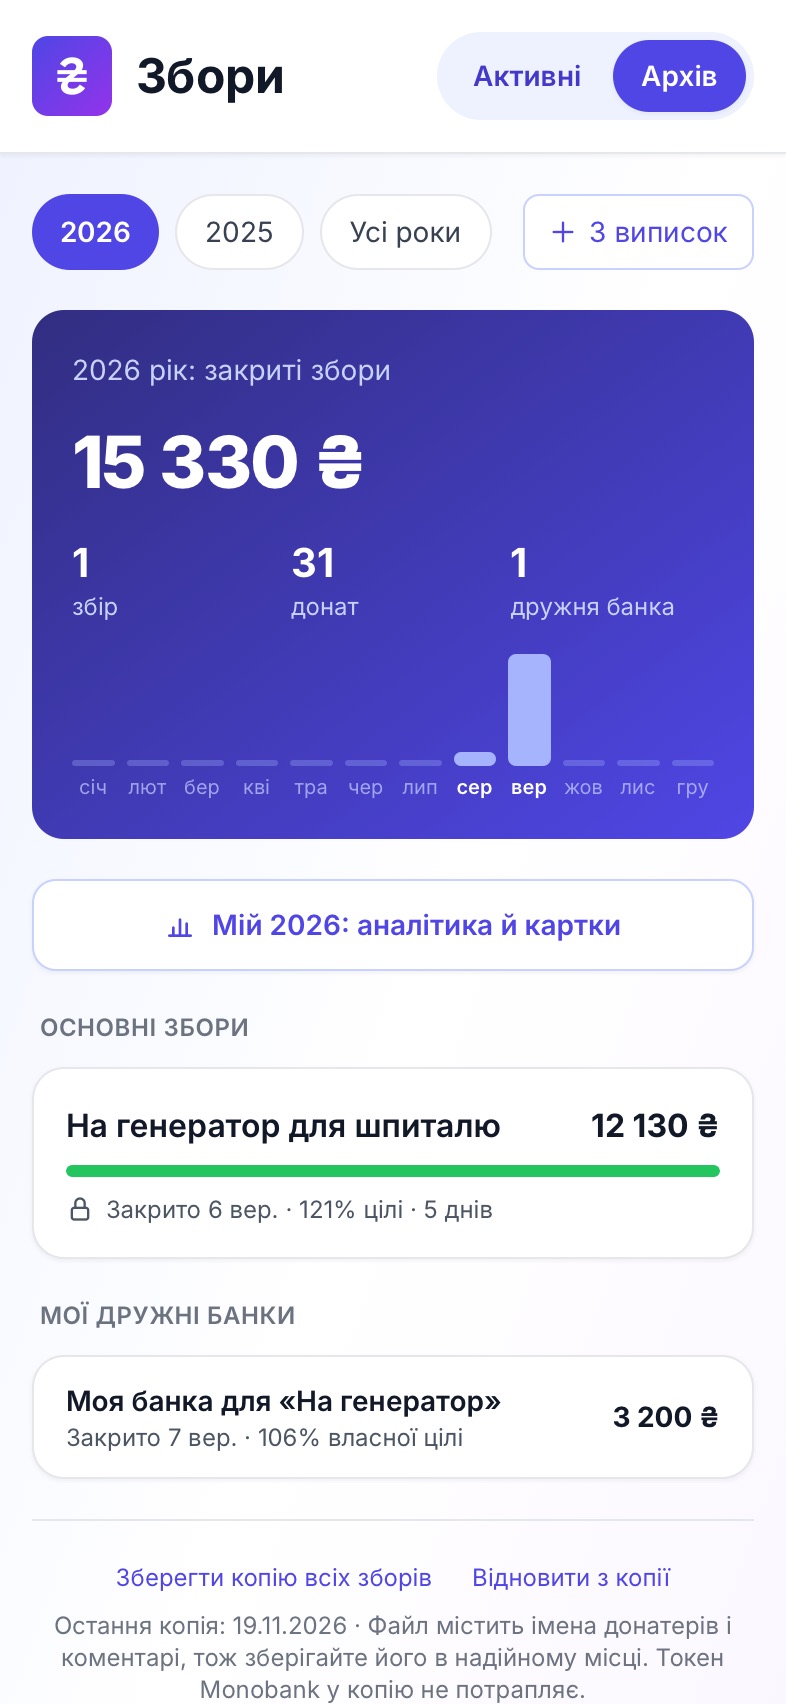 ₴ Збори Активні Архів
2026 2025 Усі роки + З виписок
2026 рік: закриті збори
15 330 ₴
1 31 1
збір донат дружня банка
січ лют бер кві тра чер лип сер вер жов лис гру
Мій 2026: аналітика й картки
ОСНОВНІ ЗБОРИ
На генератор для шпиталю 12 130 ₴
Закрито 6 вер. · 121% цілі · 5 днів
МОЇ ДРУЖНІ БАНКИ
Моя банка для «На генератор»
3 200 ₴
Закрито 7 вер. · 106% власної цілі
Зберегти копію всіх зборів Відновити з копії
Остання копія: 19.11.2026 · Файл містить імена донатерів і
коментарі, тож зберігайте його в надійному місці. Токен
Monobank у копію не потрапляє.